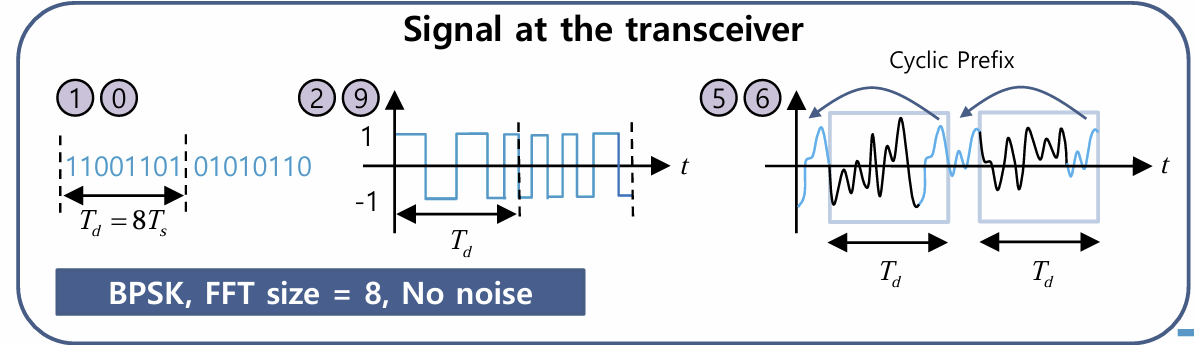 Signal at the transceiver
1 0
11001101 01010110
T_d = 8T_s
2 9
1
-1
t
T_d
5 6
Cyclic Prefix
t
T_d
T_d
BPSK, FFT size = 8, No noise